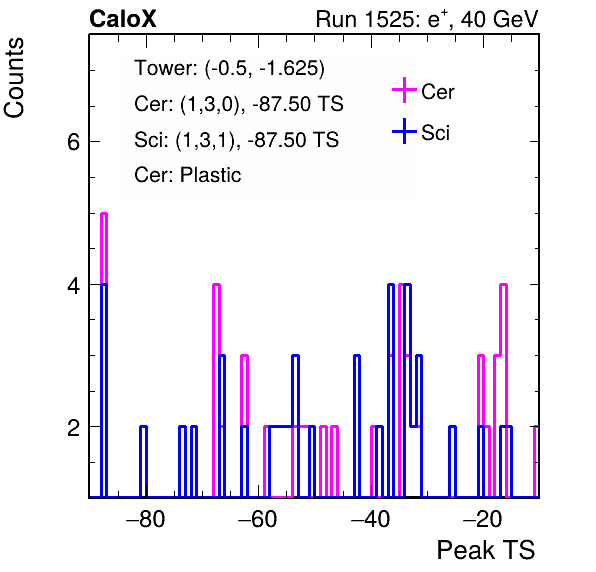 CaloX Run 1525: e⁺, 40 GeV
Tower: (-0.5, -1.625)
Cer: (1,3,0), -87.50 TS
Sci: (1,3,1), -87.50 TS
Cer: Plastic
Cer
Sci
Counts
6
4
2
−80 −60 −40 −20
Peak TS